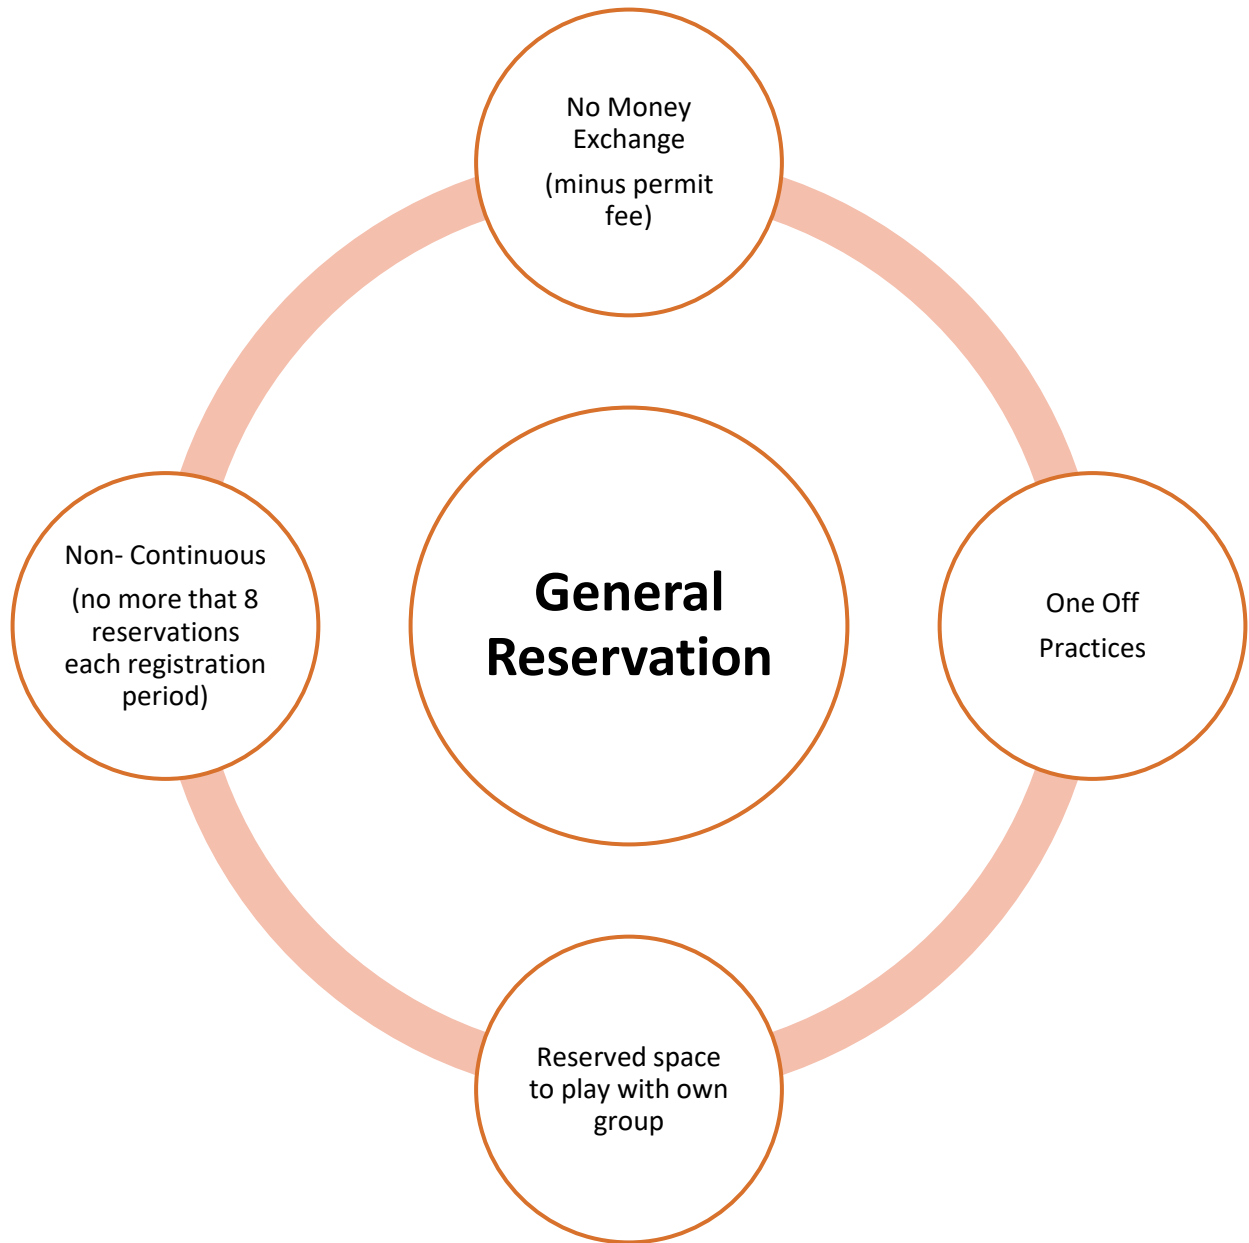 No Money
Exchange
(minus permit
fee)
Non- Continuous
(no more that 8
reservations
each registration
period)
General
Reservation
One Off
Practices
Reserved space
to play with own
group